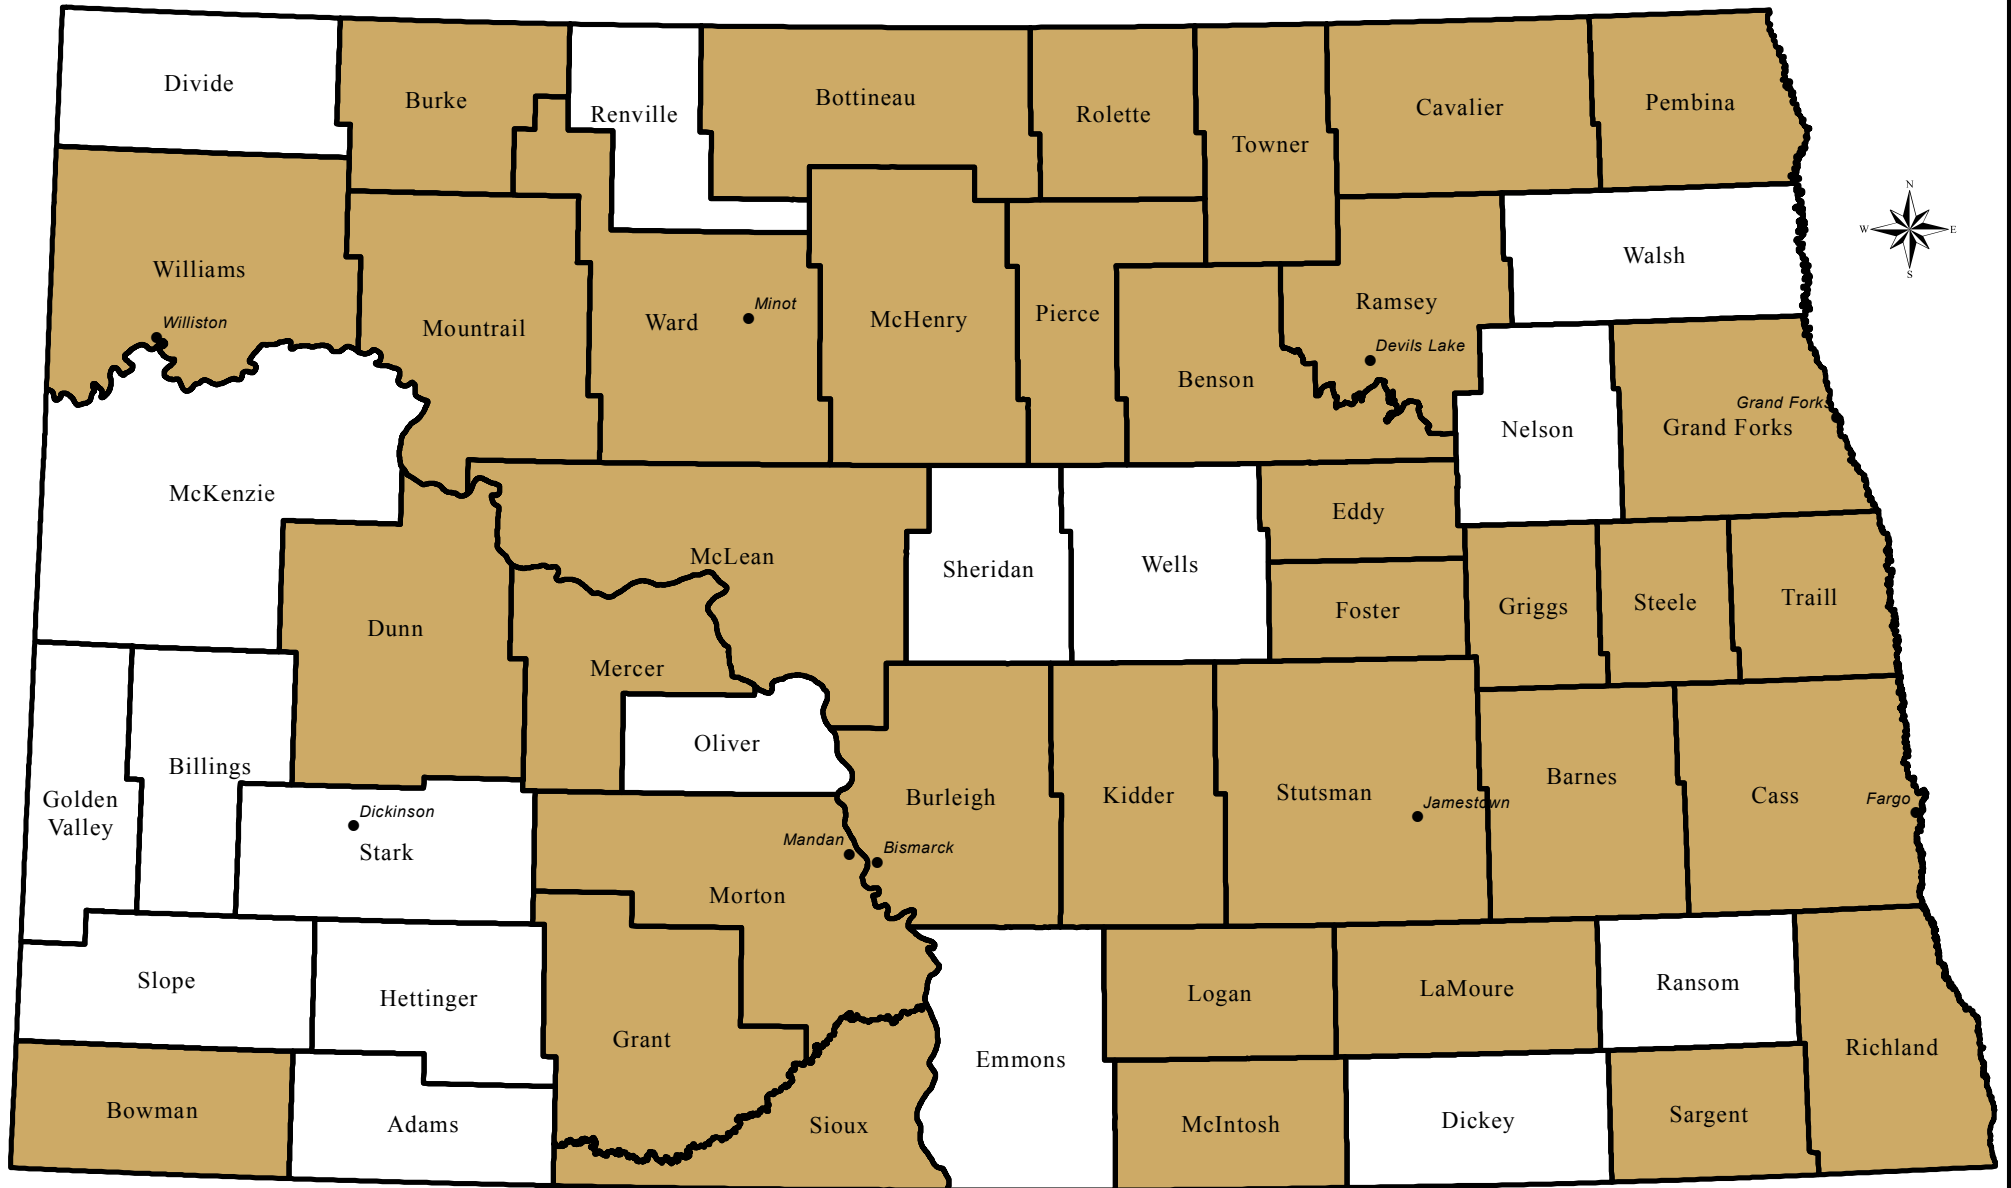 Divide
Burke
Renville
Bottineau
Rolette
Towner
Cavalier
Pembina
N
W
E
S
Walsh
Williams
Williston
Mountrail
Ward
Minot
McHenry
Pierce
Benson
Ramsey
Devils Lake
Nelson
Grand Forks
Grand Forks
McKenzie
McLean
Sheridan
Wells
Eddy
Foster
Griggs
Steele
Traill
Dunn
Mercer
Oliver
Billings
Golden
Valley
Dickinson
Stark
Mandan
Bismarck
Morton
Burleigh
Kidder
Stutsman
Jamestown
Barnes
Cass
Fargo
Slope
Hettinger
Grant
Emmons
Logan
LaMoure
Ransom
Richland
Bowman
Adams
Sioux
McIntosh
Dickey
Sargent